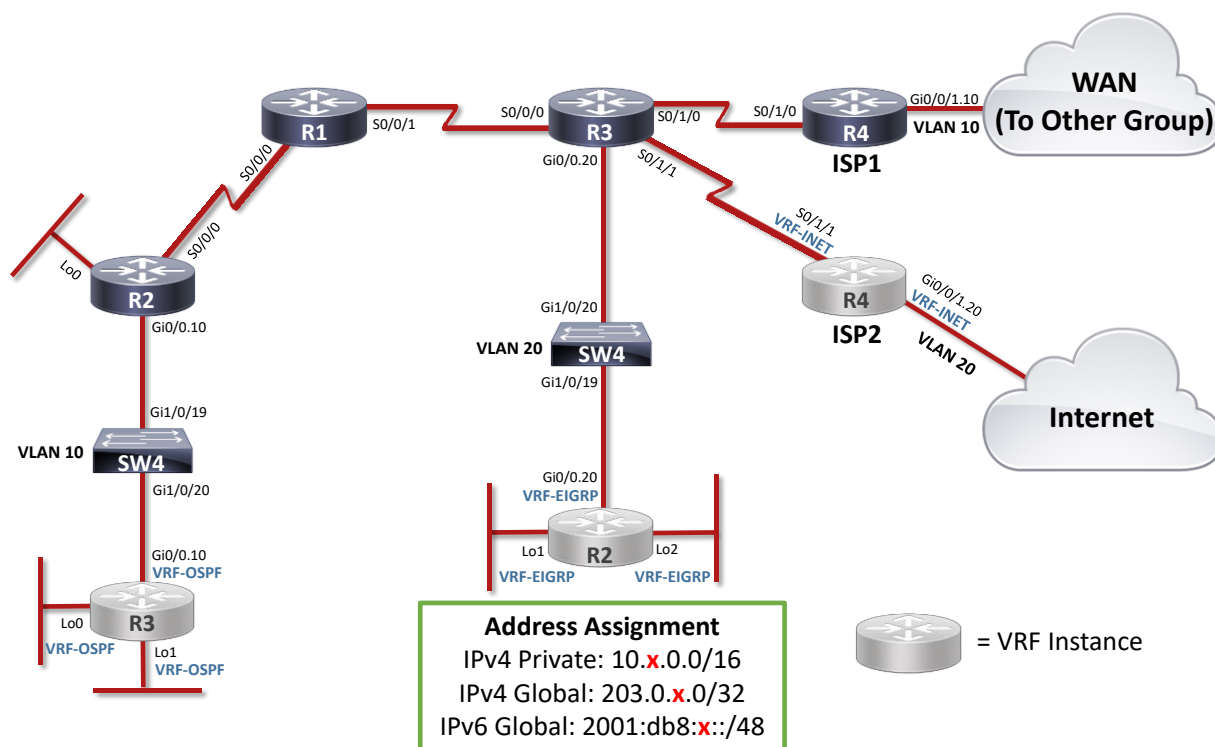 WAN
(To Other Group)
Gi0/0/1.10
VLAN 10
R1
S0/0/1
S0/0/0
R3
S0/1/0
S0/1/0
R4
ISP1
S0/0/0
Gi0/0.20
S0/1/1
S0/0/0
Lo0
R2
Gi0/0.10
S0/1/1
VRF-INET
R4
ISP2
Gi0/0/1.20
VRF-INET
VLAN 20
Internet
Gi1/0/20
VLAN 20
SW4
Gi1/0/19
Gi1/0/19
VLAN 10
SW4
Gi1/0/20
Gi0/0.20
VRF-EIGRP
Lo1
R2
Lo2
VRF-EIGRP
VRF-EIGRP
Gi0/0.10
VRF-OSPF
Lo0
R3
VRF-OSPF
Lo1
VRF-OSPF
Address Assignment
IPv4 Private: 10.x.0.0/16
IPv4 Global: 203.0.x.0/32
IPv6 Global: 2001:db8:x::/48
= VRF Instance